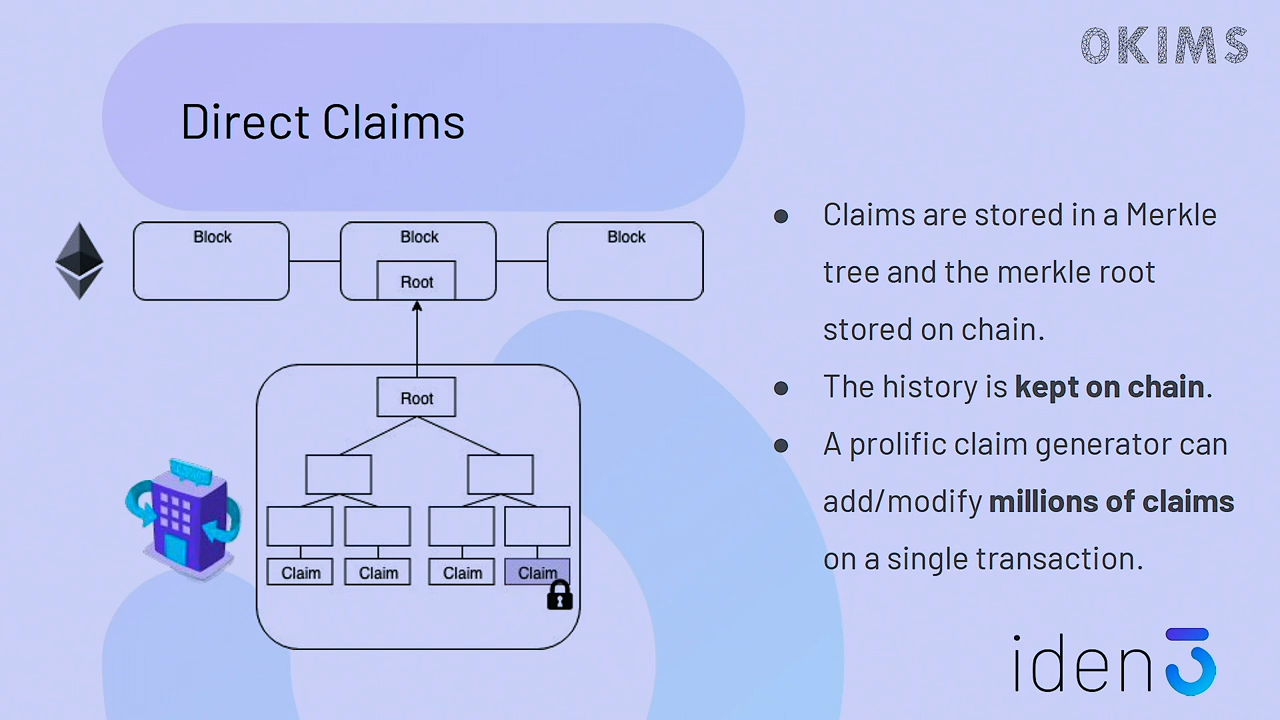 OKIMS
Direct Claims
Block
Block
Block
Root
Root
Claim
Claim
Claim
Claim
● Claims are stored in a Merkle
tree and the merkle root
stored on chain.
● The history is kept on chain.
● A prolific claim generator can
add/modify millions of claims
on a single transaction.
iden3